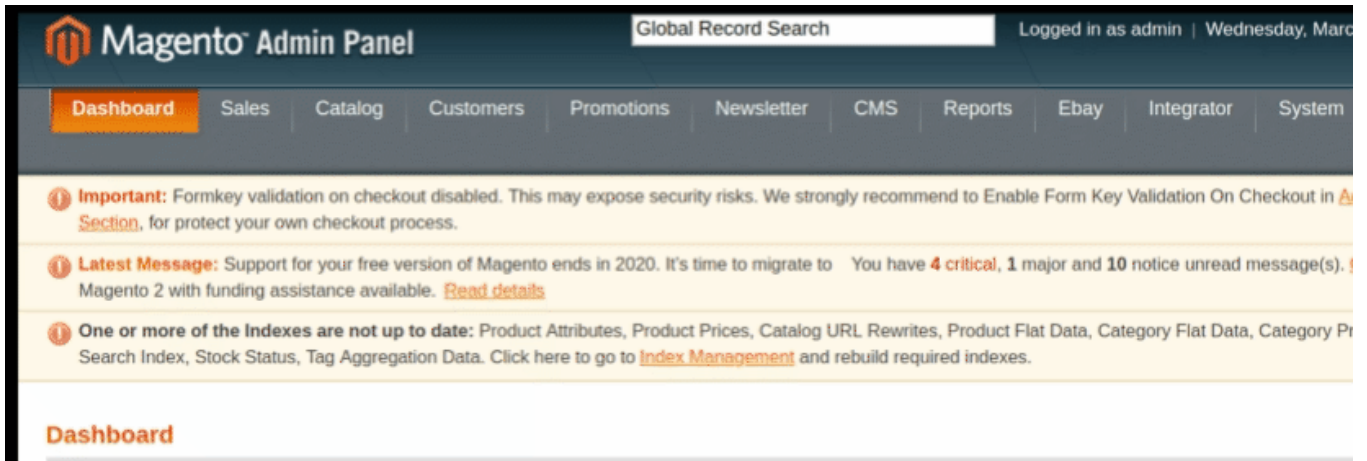 Magento™ Admin Panel
Global Record Search
Logged in as admin | Wednesday, Marc
Dashboard Sales Catalog Customers Promotions Newsletter CMS Reports Ebay Integrator System
Important: Formkey validation on checkout disabled. This may expose security risks. We strongly recommend to Enable Form Key Validation On Checkout in
Section, for protect your own checkout process.
Latest Message: Support for your free version of Magento ends in 2020. It's time to migrate to You have 4 critical, 1 major and 10 notice unread message(s).
Magento 2 with funding assistance available. Read details
One or more of the Indexes are not up to date: Product Attributes, Product Prices, Catalog URL Rewrites, Product Flat Data, Category Flat Data, Category Pr
Search Index, Stock Status, Tag Aggregation Data. Click here to go to Index Management and rebuild required indexes.
Dashboard